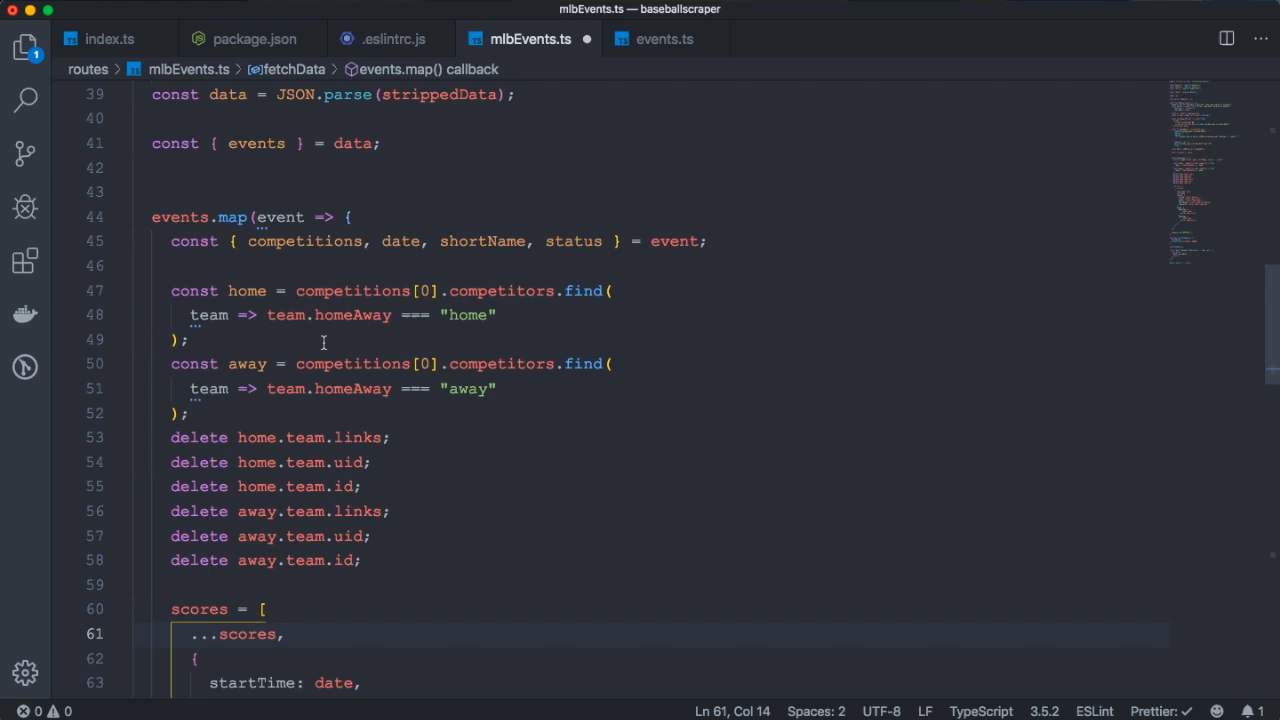 mlbEvents.ts — baseballscraper
index.ts package.json .eslintrc.js mlbEvents.ts events.ts
1
routes > mlbEvents.ts > fetchData > events.map() callback
39 const data = JSON.parse(strippedData);
40
41 const { events } = data;
42
43
44 events.map(event => {
45 const { competitions, date, shortName, status } = event;
46
47 const home = competitions[0].competitors.find(
48 team => team.homeAway === "home"
49 );
50 const away = competitions[0].competitors.find(
51 team => team.homeAway === "away"
52 );
53 delete home.team.links;
54 delete home.team.uid;
55 delete home.team.id;
56 delete away.team.links;
57 delete away.team.uid;
58 delete away.team.id;
59
60 scores = [
61 ...scores,
62 {
63 startTime: date,
0 0 Ln 61, Col 14 Spaces: 2 UTF-8 LF TypeScript 3.5.2 ESLint Prettier: ✓ 1